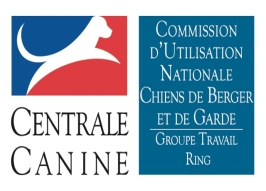 CENTRALE
CANINE
COMMISSION
D'UTILISATION
NATIONALE
CHIENS DE BERGER
ET DE GARDE
GROUPE TRAVAIL
RING